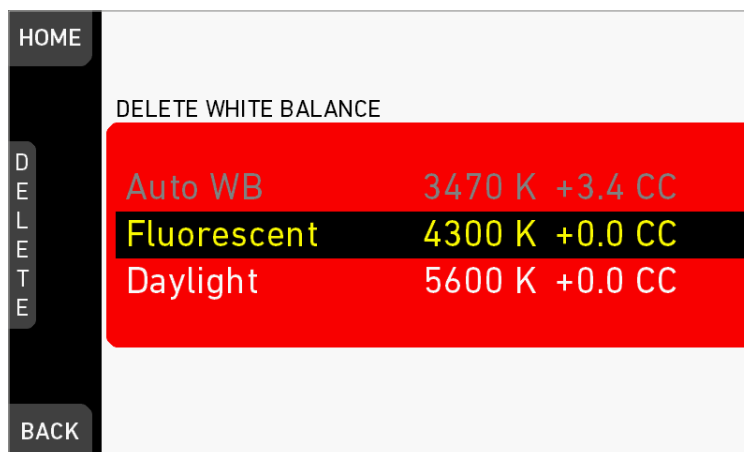 HOME
DELETE WHITE BALANCE
DELETE
Auto WB 3470 K +3.4 CC
Fluorescent 4300 K +0.0 CC
Daylight 5600 K +0.0 CC
BACK